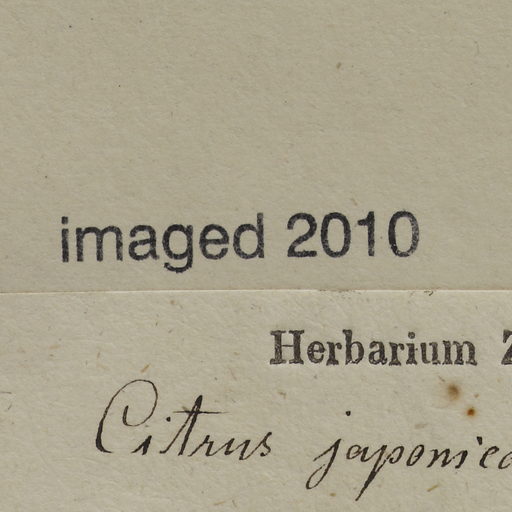 imaged 2010
Herbarium Z
Citrus japonica